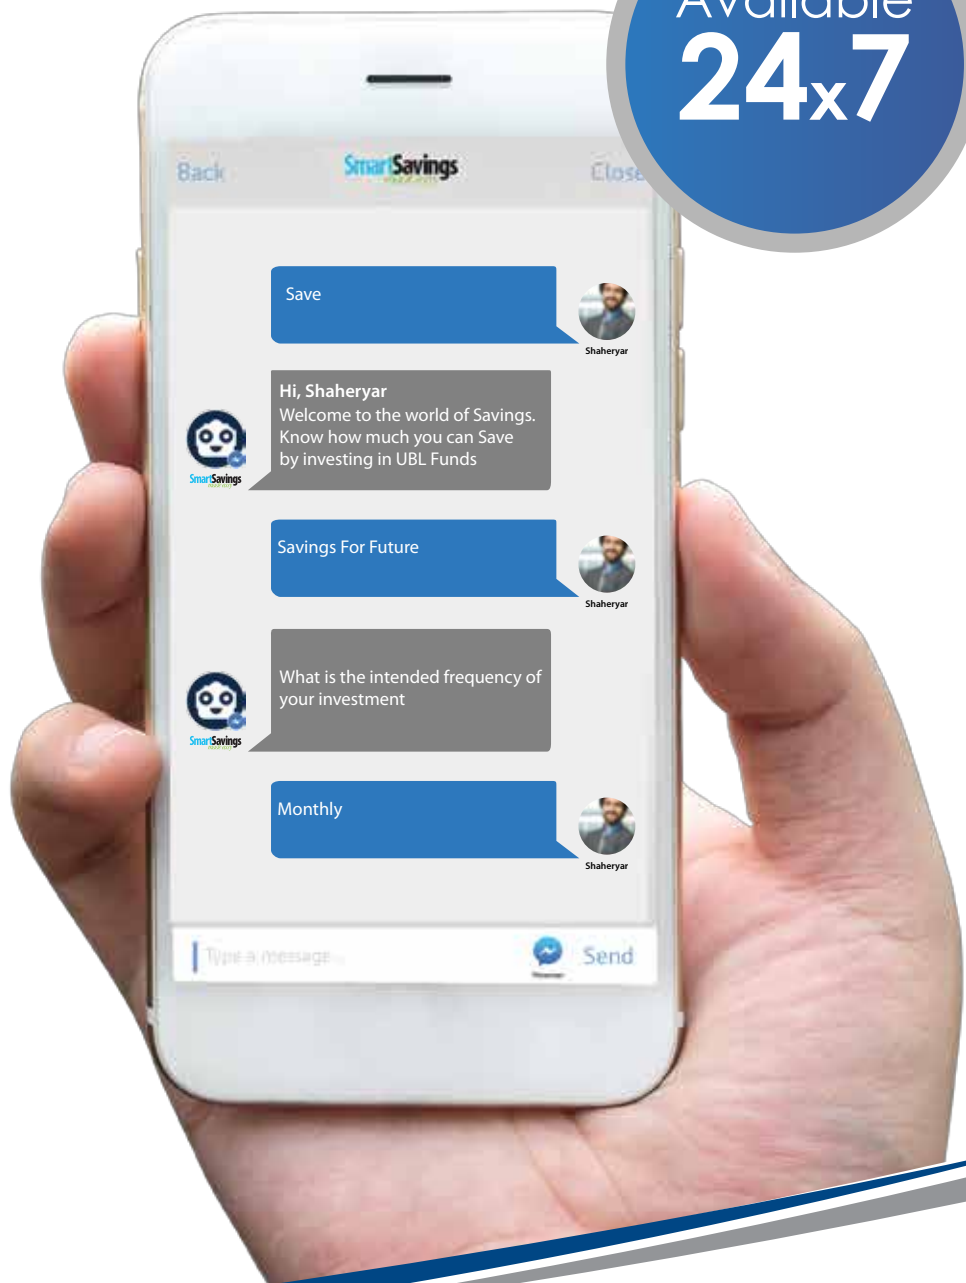 Available
24x7
Back
SmartSavings
Close
Save
Shaheryar
Hi, Shaheryar
Welcome to the world of Savings.
Know how much you can Save
by investing in UBL Funds
SmartSavings
Savings For Future
Shaheryar
What is the intended frequency of
your investment
SmartSavings
Monthly
Shaheryar
Type a message...
Send